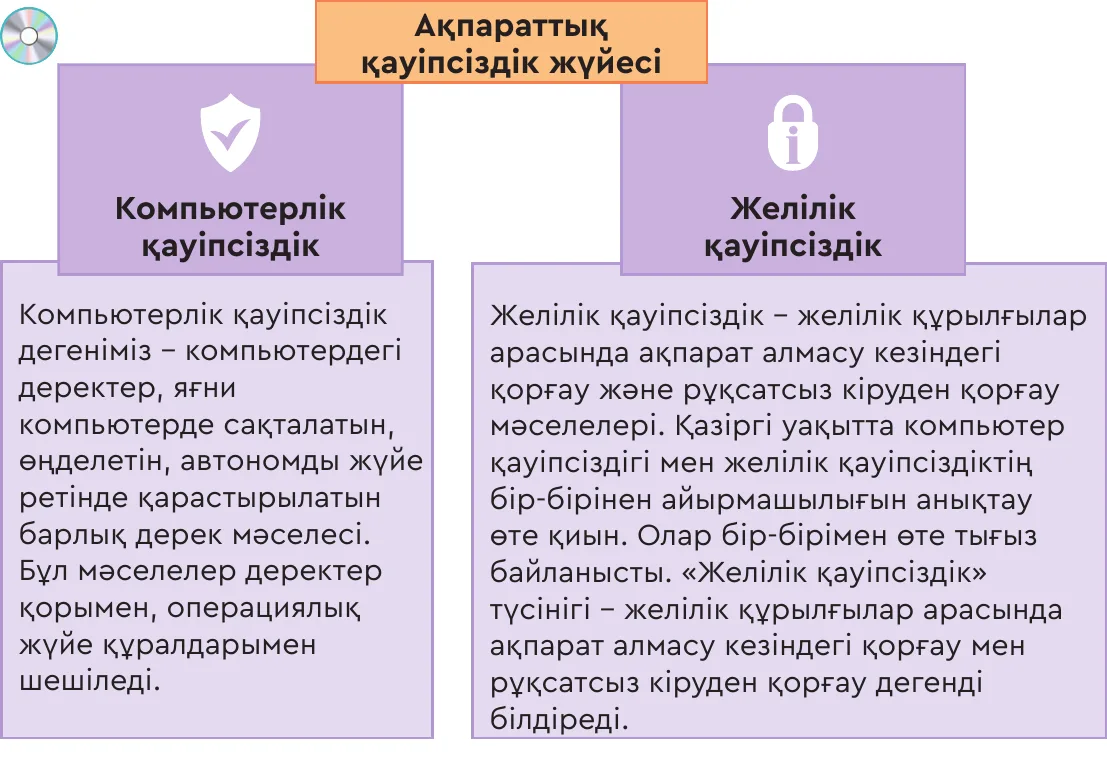 Ақпараттық
қауіпсіздік жүйесі
Компьютерлік
қауіпсіздік
Компьютерлік қауіпсіздік
дегеніміз – компьютердегі
деректер, яғни
компьютерде сақталатын,
өңделетін, автономды жүйе
ретінде қарастырылатын
барлық дерек мәселесі.
Бұл мәселелер деректер
қорымен, операциялық
жүйе құралдарымен
шешіледі.
Желілік
қауіпсіздік
Желілік қауіпсіздік – желілік құрылғылар
арасында ақпарат алмасу кезіндегі
қорғау және рұқсатсыз кіруден қорғау
мәселелері. Қазіргі уақытта компьютер
қауіпсіздігі мен желілік қауіпсіздіктің
бір-бірінен айырмашылығын анықтау
өте қиын. Олар бір-бірімен өте тығыз
байланысты. «Желілік қауіпсіздік»
түсінігі – желілік құрылғылар арасында
ақпарат алмасу кезіндегі қорғау мен
рұқсатсыз кіруден қорғау дегенді
білдіреді.